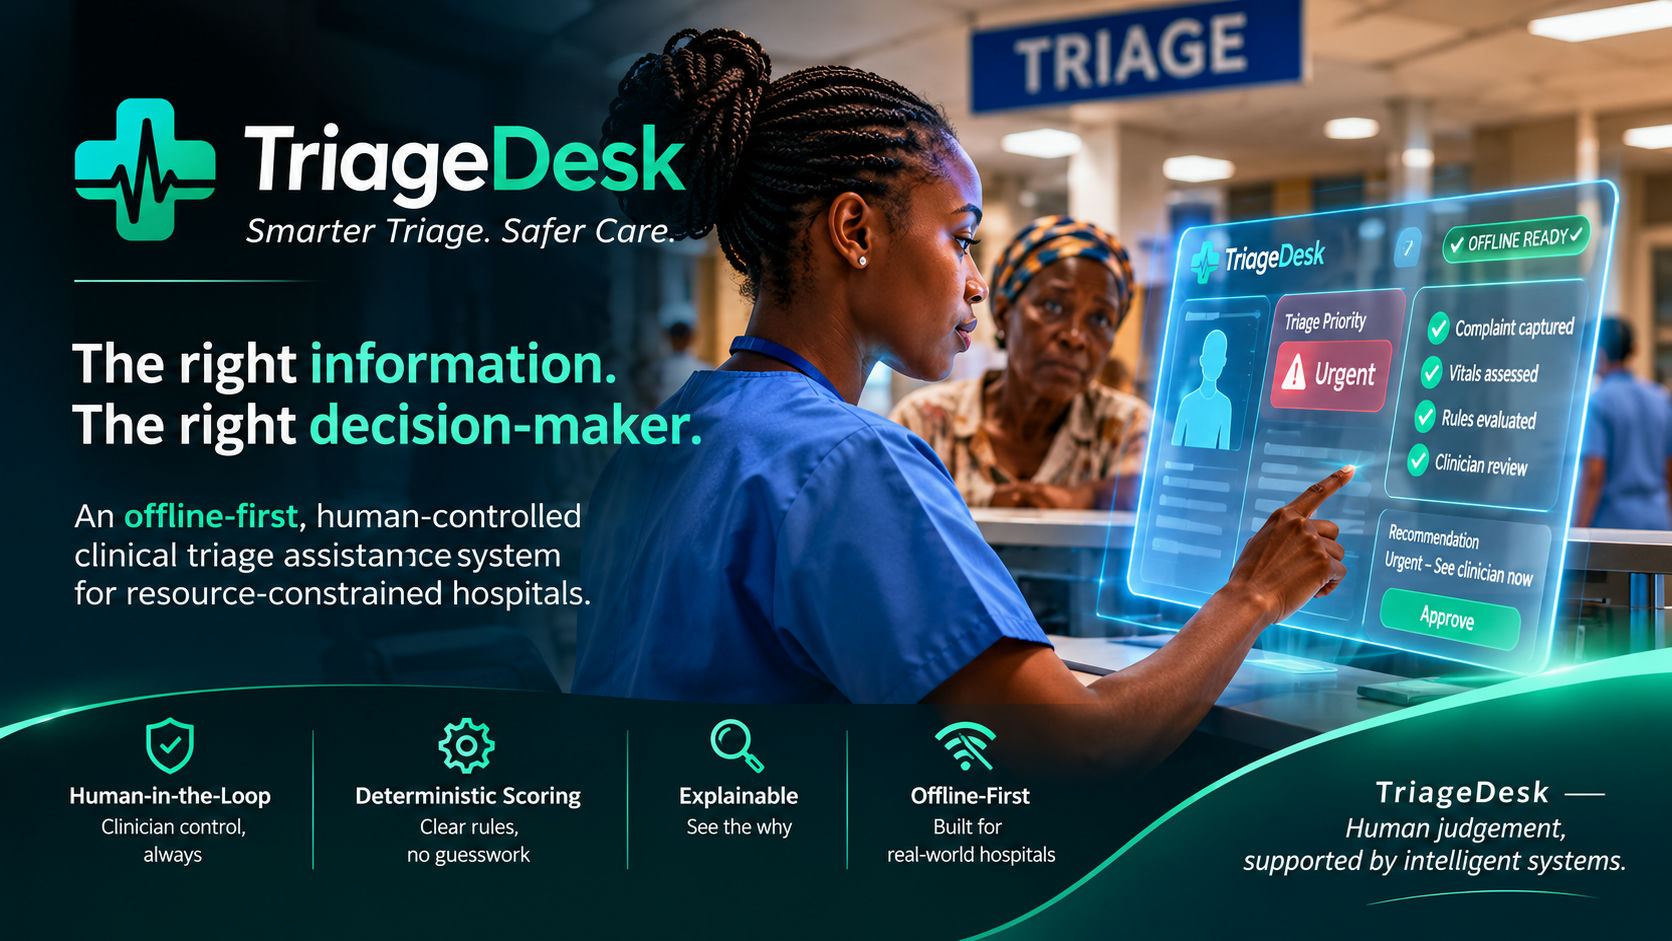 TRIAGE
TriageDesk
Smarter Triage. Safer Care.
The right information.
The right decision-maker.
An offline-first, human-controlled
clinical triage assistance system
for resource-constrained hospitals.
TriageDesk
7
✓ OFFLINE READY ✓
Triage Priority
Urgent
Complaint captured
Vitals assessed
Rules evaluated
Clinician review
Recommendation
Urgent – See clinician now
Approve
Human-in-the-Loop
Clinician control,
always
Deterministic Scoring
Clear rules,
no guesswork
Explainable
See the why
Offline-First
Built for
real-world hospitals
TriageDesk —
Human judgement,
supported by intelligent systems.